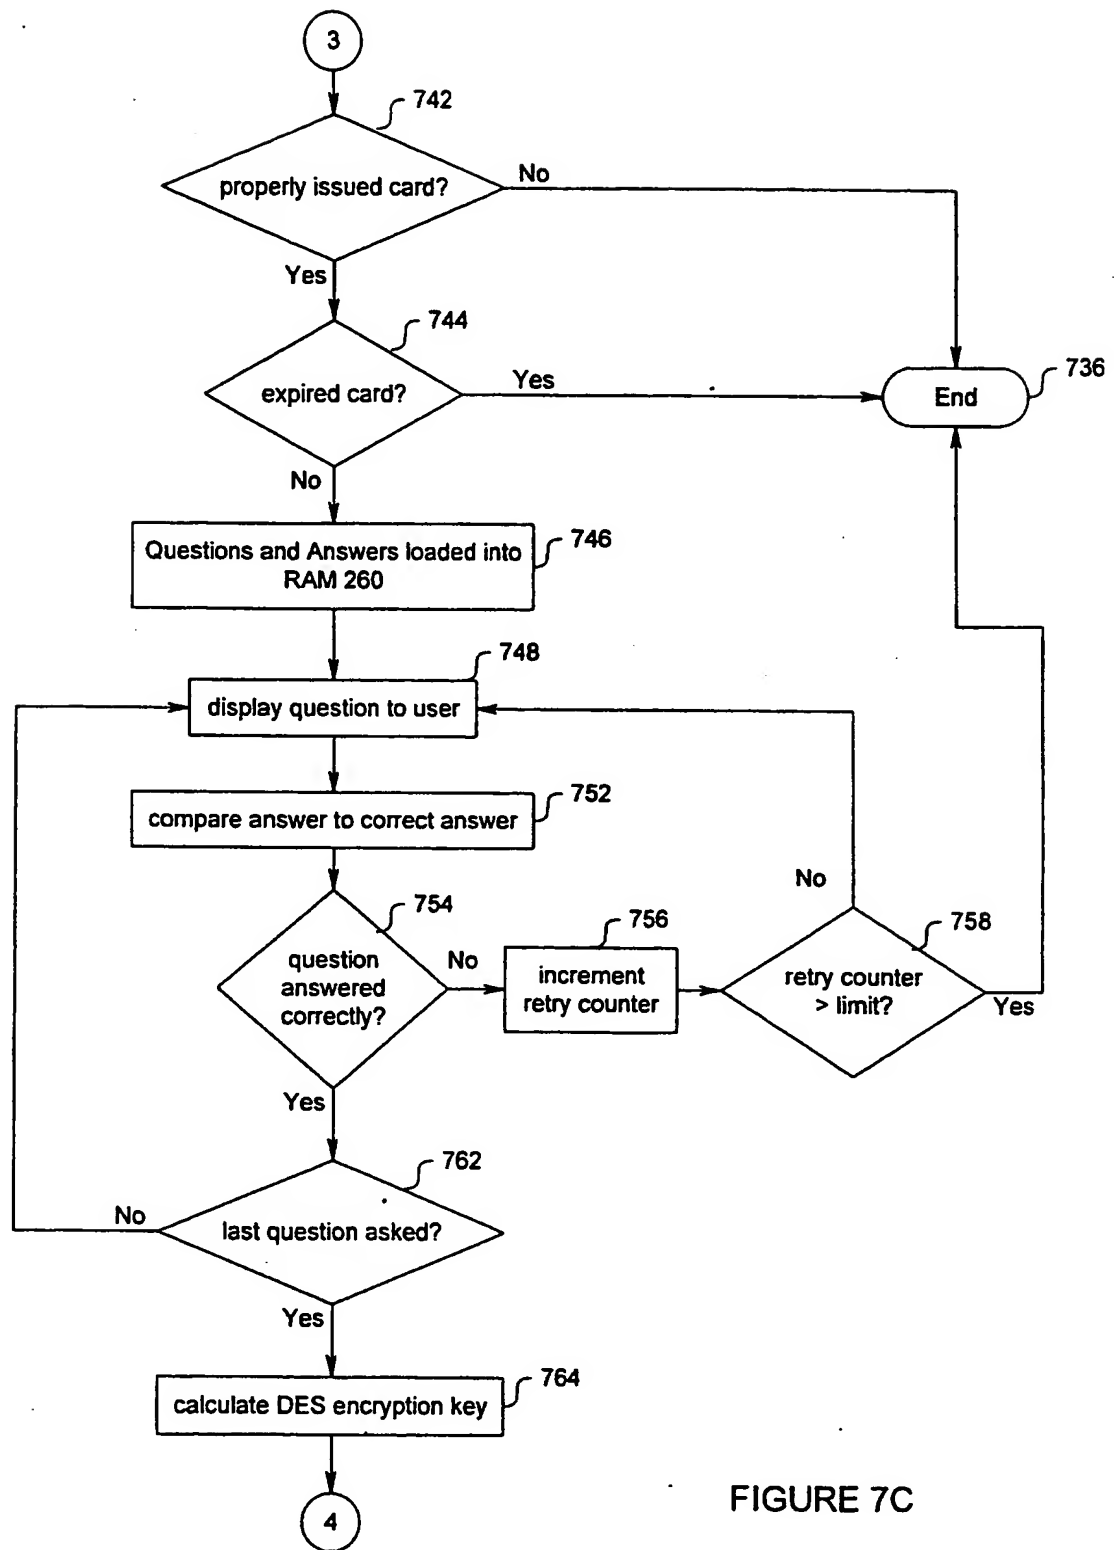 3
742
properly issued card?
No
Yes
744
expired card?
Yes
736
End
No
Questions and Answers loaded into
RAM 260
746
748
display question to user
752
compare answer to correct answer
No
754
756
758
question
answered
correctly?
No
increment
retry counter
retry counter
> limit?
Yes
Yes
762
No
last question asked?
Yes
764
calculate DES encryption key
4
FIGURE 7C